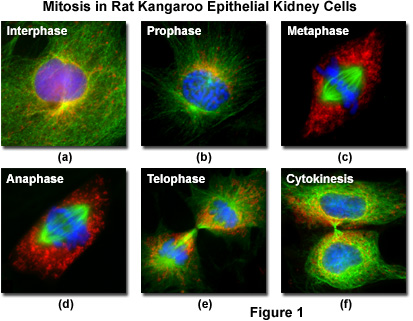 Mitosis in Rat Kangaroo Epithelial Kidney Cells
Interphase
Prophase
Metaphase
(a)
(b)
(c)
Anaphase
Telophase
Cytokinesis
(d)
(e)
(f)
Figure 1